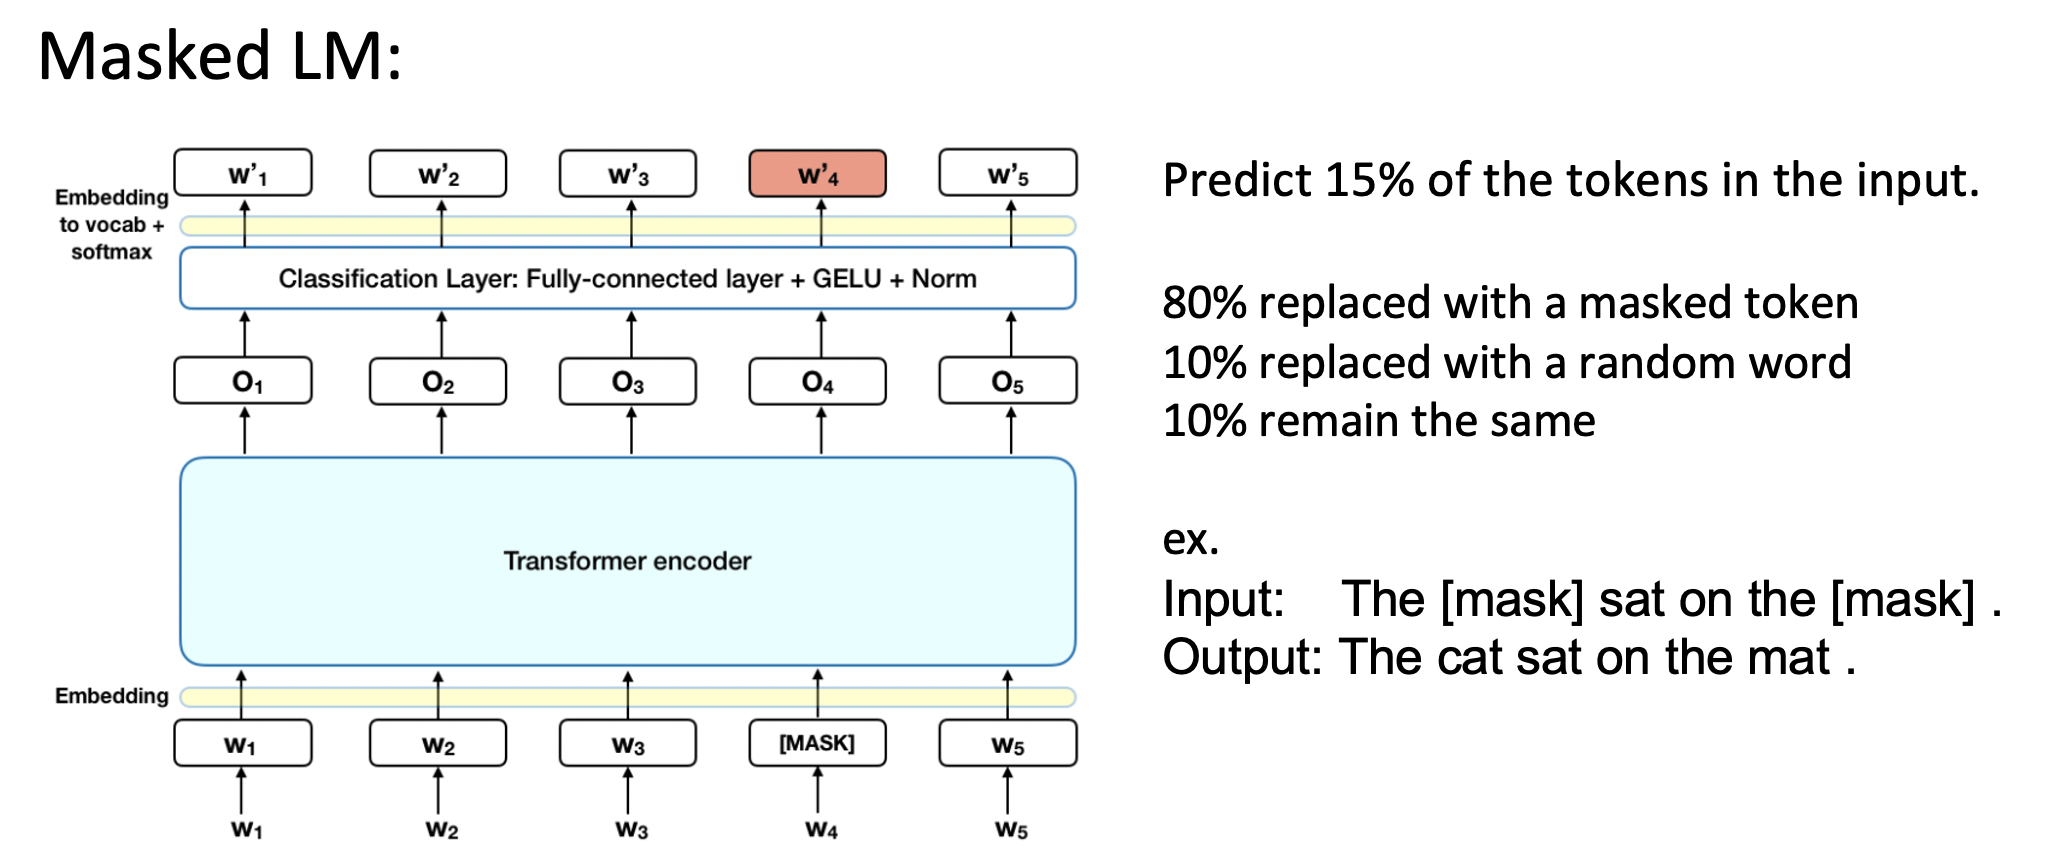 Masked LM:
w’1 w’2 w’3 w’4 w’5
Embedding
to vocab +
softmax
Classification Layer: Fully-connected layer + GELU + Norm
O1 O2 O3 O4 O5
Transformer encoder
Embedding
W1 W2 W3 [MASK] W5
W1 W2 W3 W4 W5
Predict 15% of the tokens in the input.
80% replaced with a masked token
10% replaced with a random word
10% remain the same
ex.
Input: The [mask] sat on the [mask] .
Output: The cat sat on the mat .